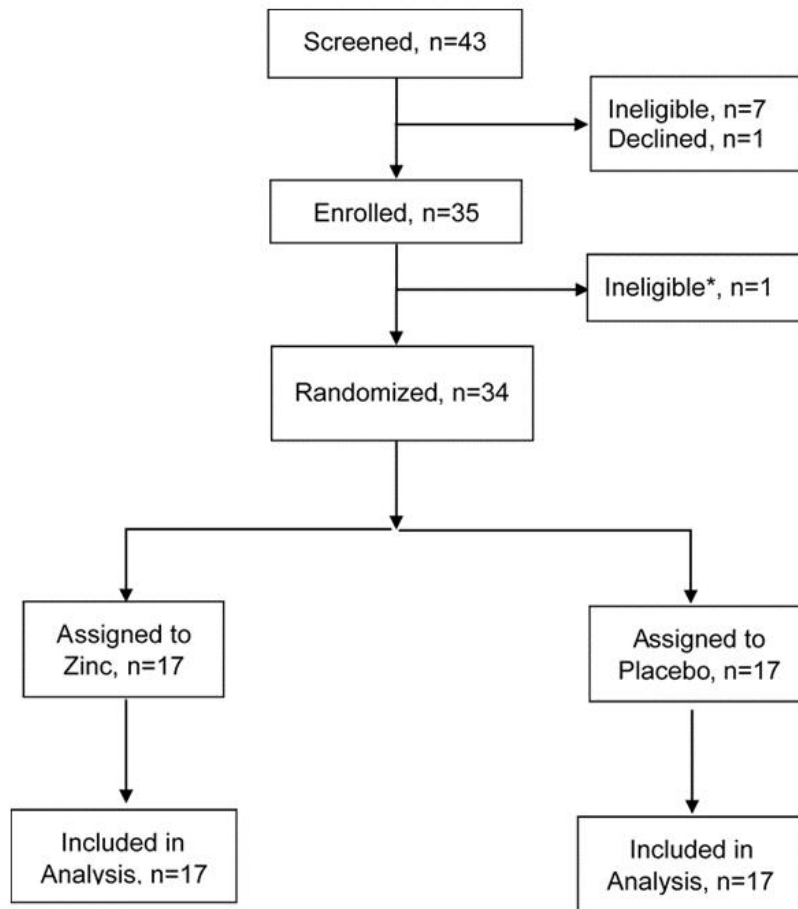 Screened, n=43
Ineligible, n=7
Declined, n=1
Enrolled, n=35
Ineligible*, n=1
Randomized, n=34
Assigned to
Zinc, n=17
Assigned to
Placebo, n=17
Included in
Analysis, n=17
Included in
Analysis, n=17